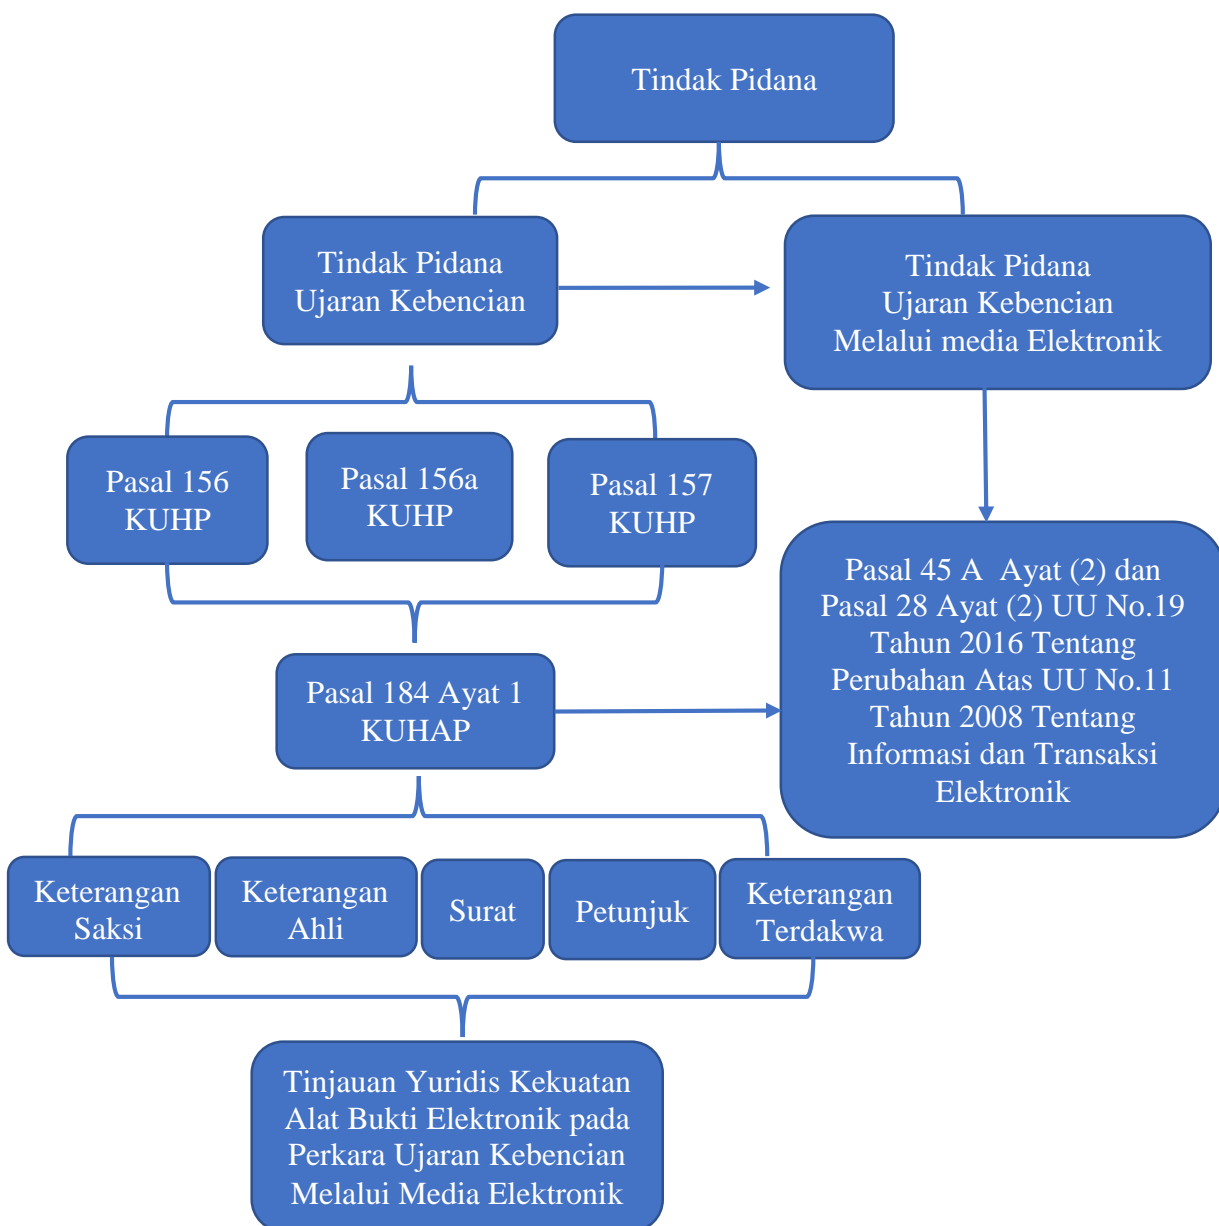 Tindak Pidana
Tindak Pidana
Ujaran Kebencian
Tindak Pidana
Ujaran Kebencian
Melalui media Elektronik
Pasal 156
KUHP
Pasal 156a
KUHP
Pasal 157
KUHP
Pasal 45 A  Ayat (2) dan
Pasal 28 Ayat (2) UU No.19
Tahun 2016 Tentang
Perubahan Atas UU No.11
Tahun 2008 Tentang
Informasi dan Transaksi
Elektronik
Pasal 184 Ayat 1
KUHAP
Keterangan
Saksi
Keterangan
Ahli
Surat
Petunjuk
Keterangan
Terdakwa
Tinjauan Yuridis Kekuatan
Alat Bukti Elektronik pada
Perkara Ujaran Kebencian
Melalui Media Elektronik